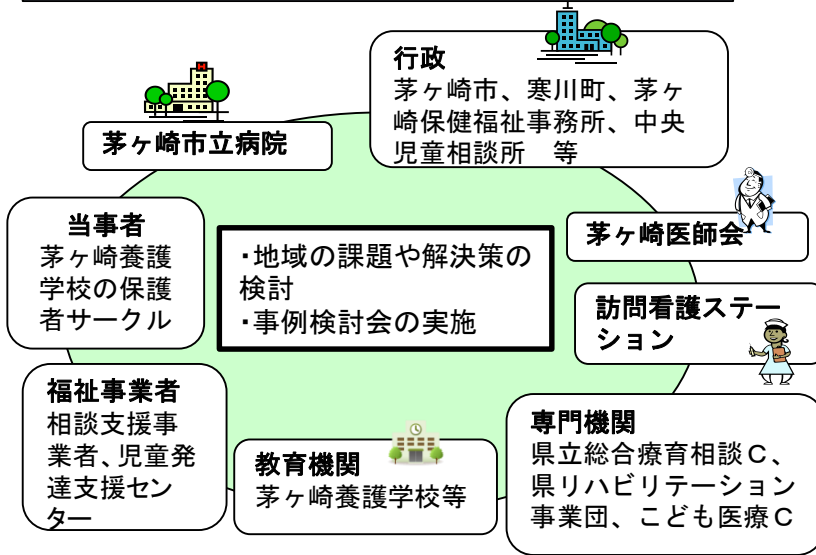 行政
茅ヶ崎市、寒川町、茅ヶ
崎保健福祉事務所、中央
児童相談所　等
茅ヶ崎市立病院
当事者
茅ヶ崎養護
学校の保護
者サークル
・地域の課題や解決策の
検討
・事例検討会の実施
茅ヶ崎医師会
訪問看護ステー
ション
福祉事業者
相談支援事
業者、児童発
達支援セン
ター
教育機関
茅ヶ崎養護学校等
専門機関
県立総合療育相談Ｃ、
県リハビリテーション
事業団、こども医療Ｃ
H